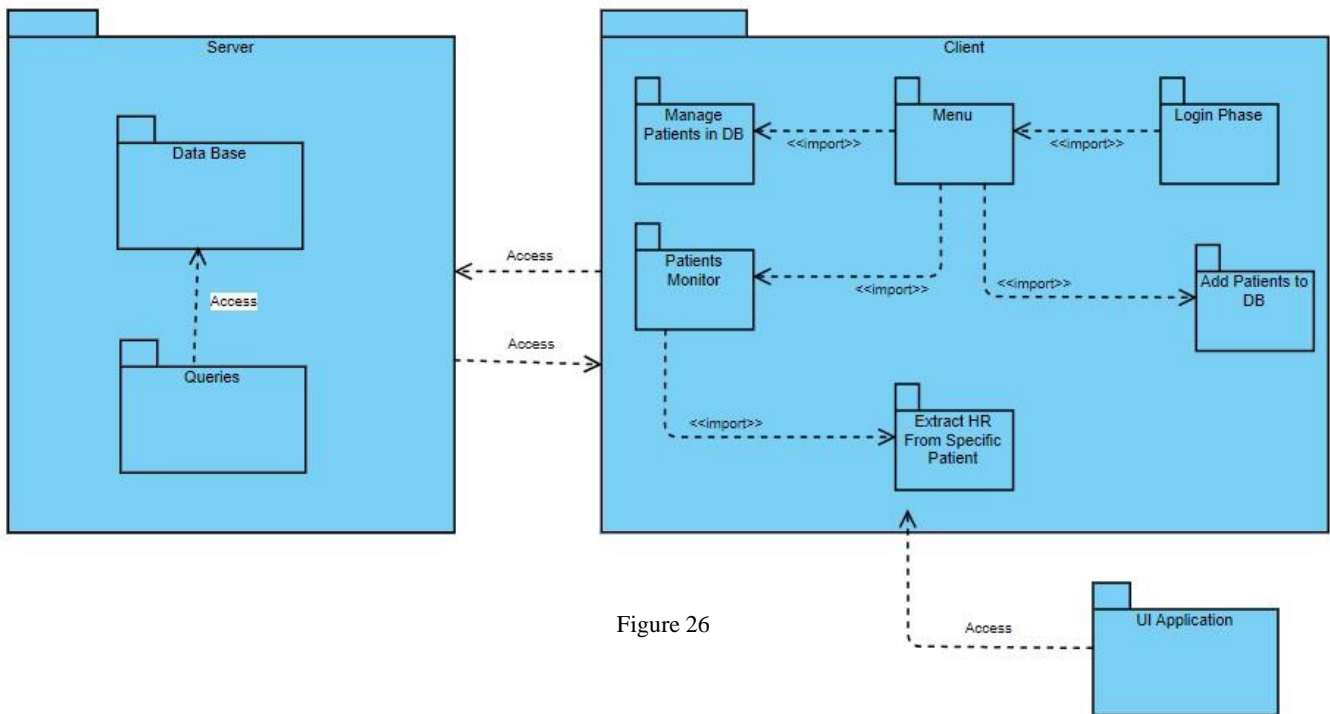 Server
Data Base
Access
Queries
Access
Access
Client
Manage
Patients in DB
<<import>>
Menu
<<import>>
Login Phase
Patients
Monitor
<<import>>
<<import>>
Add Patients to
DB
<<import>>
Extract HR
From Specific
Patient
Figure 26
Access
UI Application